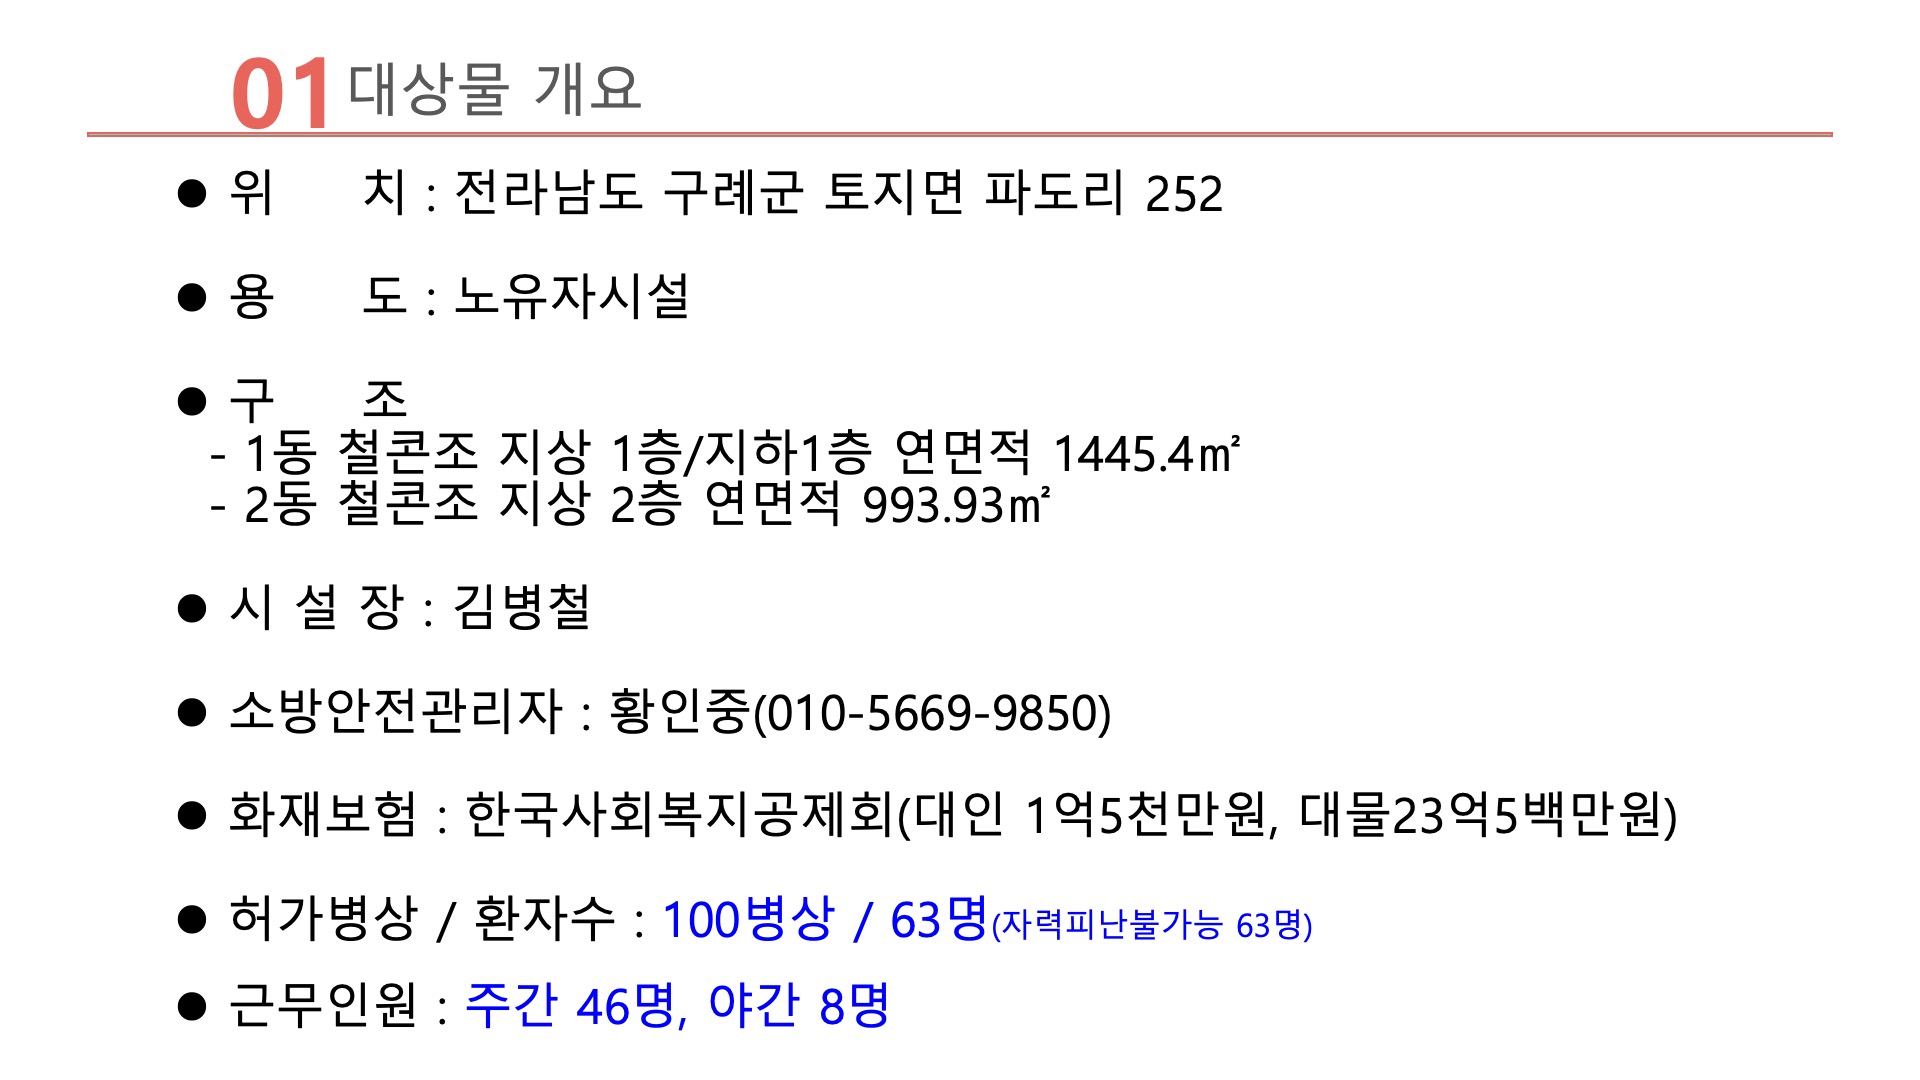 01 대상물 개요
● 위 치 : 전라남도 구례군 토지면 파도리 252
● 용 도 : 노유자시설
● 구 조
- 1동 철콘조 지상 1층/지하1층 연면적 1445.4㎡
- 2동 철콘조 지상 2층 연면적 993.93㎡
● 시 설 장 : 김병철
● 소방안전관리자 : 황인중(010-5669-9850)
● 화재보험 : 한국사회복지공제회(대인 1억5천만원, 대물23억5백만원)
● 허가병상 / 환자수 : 100병상 / 63명(자력피난불가능 63명)
● 근무인원 : 주간 46명, 야간 8명